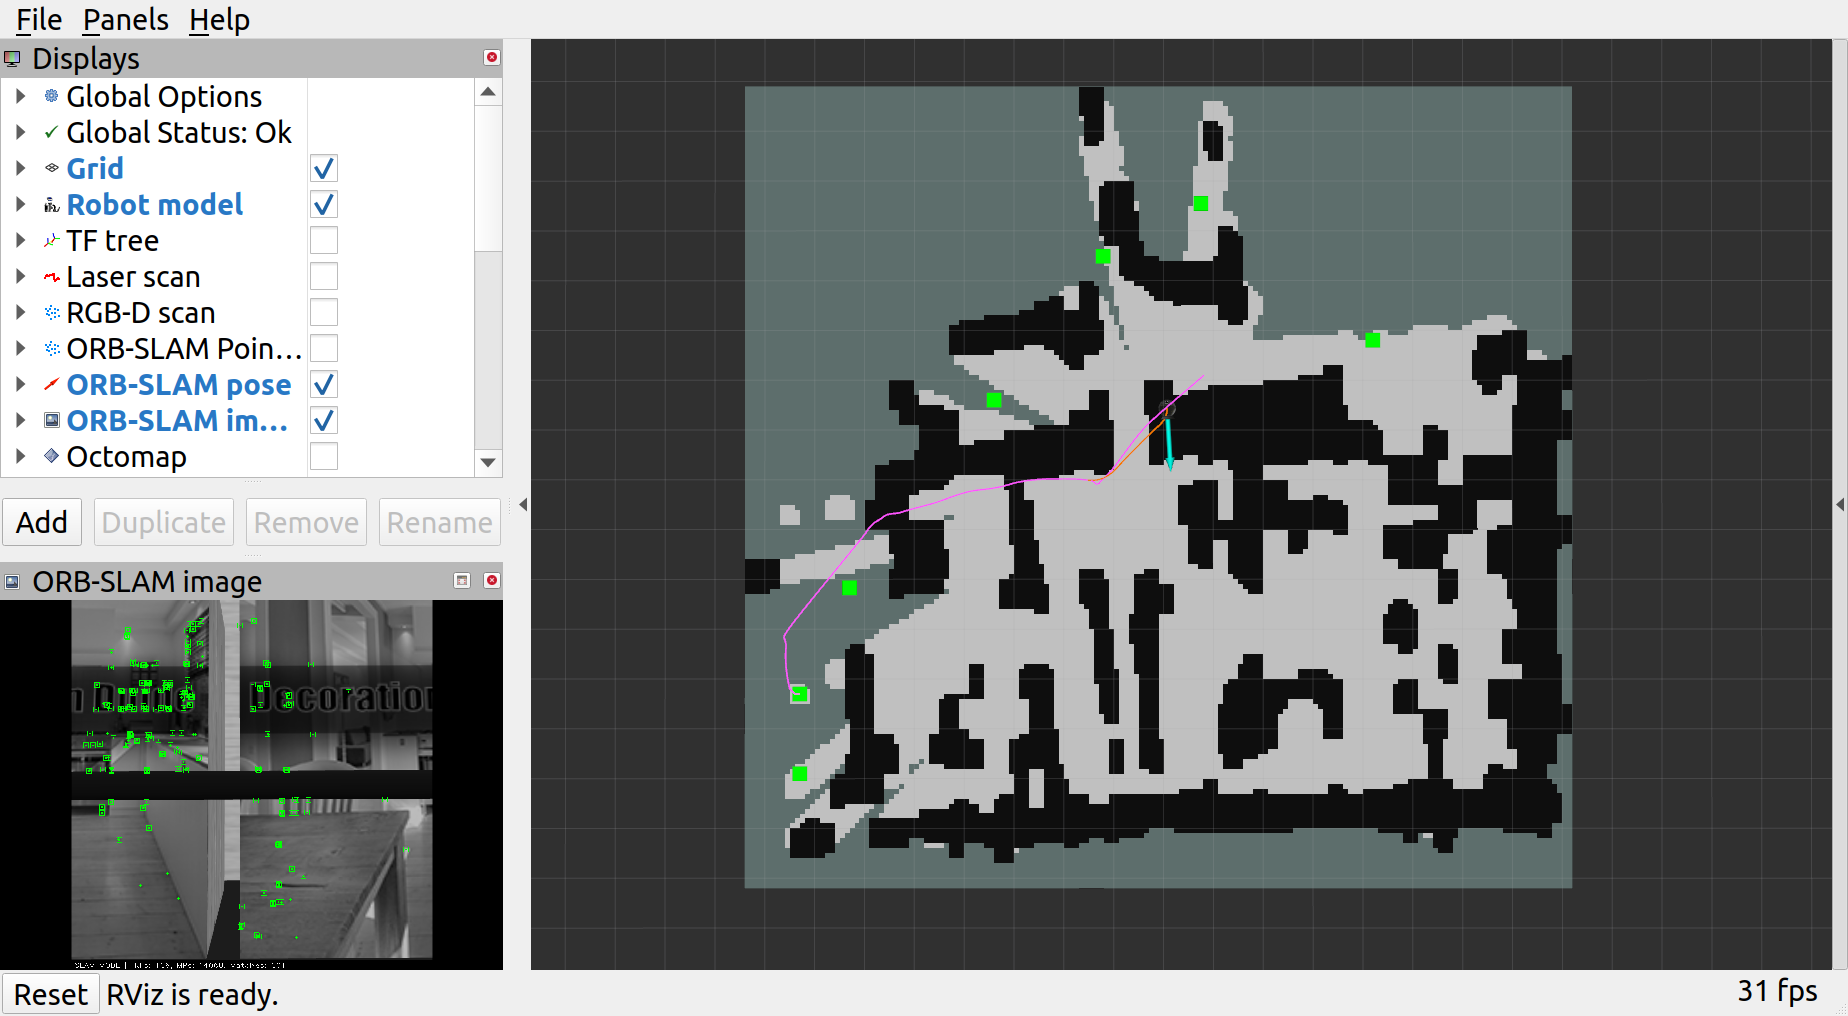 File Panels Help
Displays
Global Options
Global Status: Ok
Grid
Robot model
TF tree
Laser scan
RGB-D scan
ORB-SLAM Poin...
ORB-SLAM pose
ORB-SLAM im...
Octomap
Add Duplicate Remove Rename
ORB-SLAM image
Decoration
Reset RViz is ready.
31 fps